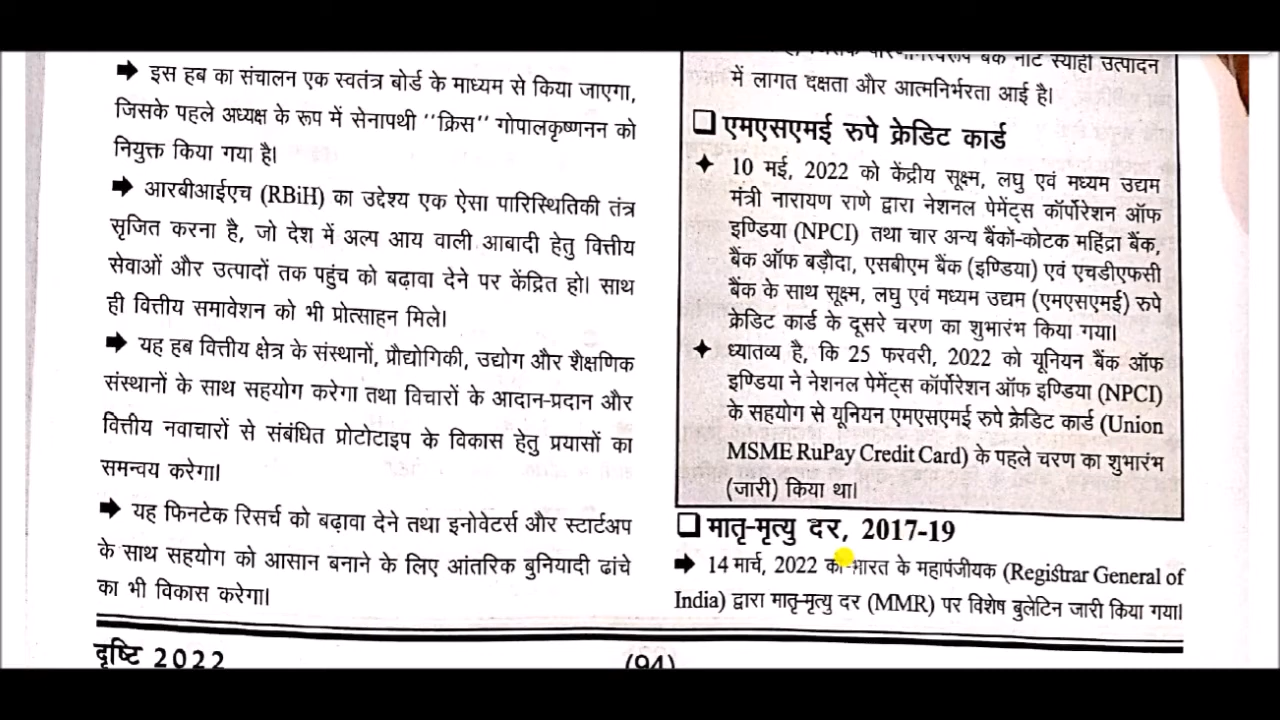 ➡ इस हब का संचालन एक स्वतंत्र बोर्ड के माध्यम से किया जाएगा,
जिसके पहले अध्यक्ष के रूप में सेनापथी ''क्रिस'' गोपालकृष्णनन को
नियुक्त किया गया है।
➡ आरबीआईएच (RBiH) का उद्देश्य एक ऐसा पारिस्थितिकी तंत्र
सृजित करना है, जो देश में अल्प आय वाली आबादी हेतु वित्तीय
सेवाओं और उत्पादों तक पहुंच को बढ़ावा देने पर केंद्रित हो। साथ
ही वित्तीय समावेशन को भी प्रोत्साहन मिले।
➡ यह हब वित्तीय क्षेत्र के संस्थानों, प्रौद्योगिकी, उद्योग और शैक्षणिक
संस्थानों के साथ सहयोग करेगा तथा विचारों के आदान-प्रदान और
वित्तीय नवाचारों से संबंधित प्रोटोटाइप के विकास हेतु प्रयासों का
समन्वय करेगा।
➡ यह फिनटेक रिसर्च को बढ़ावा देने तथा इनोवेटर्स और स्टार्टअप
के साथ सहयोग को आसान बनाने के लिए आंतरिक बुनियादी ढांचे
का भी विकास करेगा।
बैंक नोट स्याही उत्पादन
में लागत दक्षता और आत्मनिर्भरता आई है।
❑ एमएसएमई रुपे क्रेडिट कार्ड
✦ 10 मई, 2022 को केंद्रीय सूक्ष्म, लघु एवं मध्यम उद्यम
मंत्री नारायण राणे द्वारा नेशनल पेमेंट्स कॉर्पोरेशन ऑफ
इण्डिया (NPCI) तथा चार अन्य बैंकों-कोटक महिंद्रा बैंक,
बैंक ऑफ बड़ौदा, एसबीएम बैंक (इण्डिया) एवं एचडीएफसी
बैंक के साथ सूक्ष्म, लघु एवं मध्यम उद्यम (एमएसएमई) रुपे
क्रेडिट कार्ड के दूसरे चरण का शुभारंभ किया गया।
✦ ध्यातव्य है, कि 25 फरवरी, 2022 को यूनियन बैंक ऑफ
इण्डिया ने नेशनल पेमेंट्स कॉर्पोरेशन ऑफ इण्डिया (NPCI)
के सहयोग से यूनियन एमएसएमई रुपे क्रेडिट कार्ड (Union
MSME RuPay Credit Card) के पहले चरण का शुभारंभ
(जारी) किया था।
❑ मातृ-मृत्यु दर, 2017-19
➡ 14 मार्च, 2022 को भारत के महापंजीयक (Registrar General of
India) द्वारा मातृ-मृत्यु दर (MMR) पर विशेष बुलेटिन जारी किया गया।
दृष्टि 2022
(94)